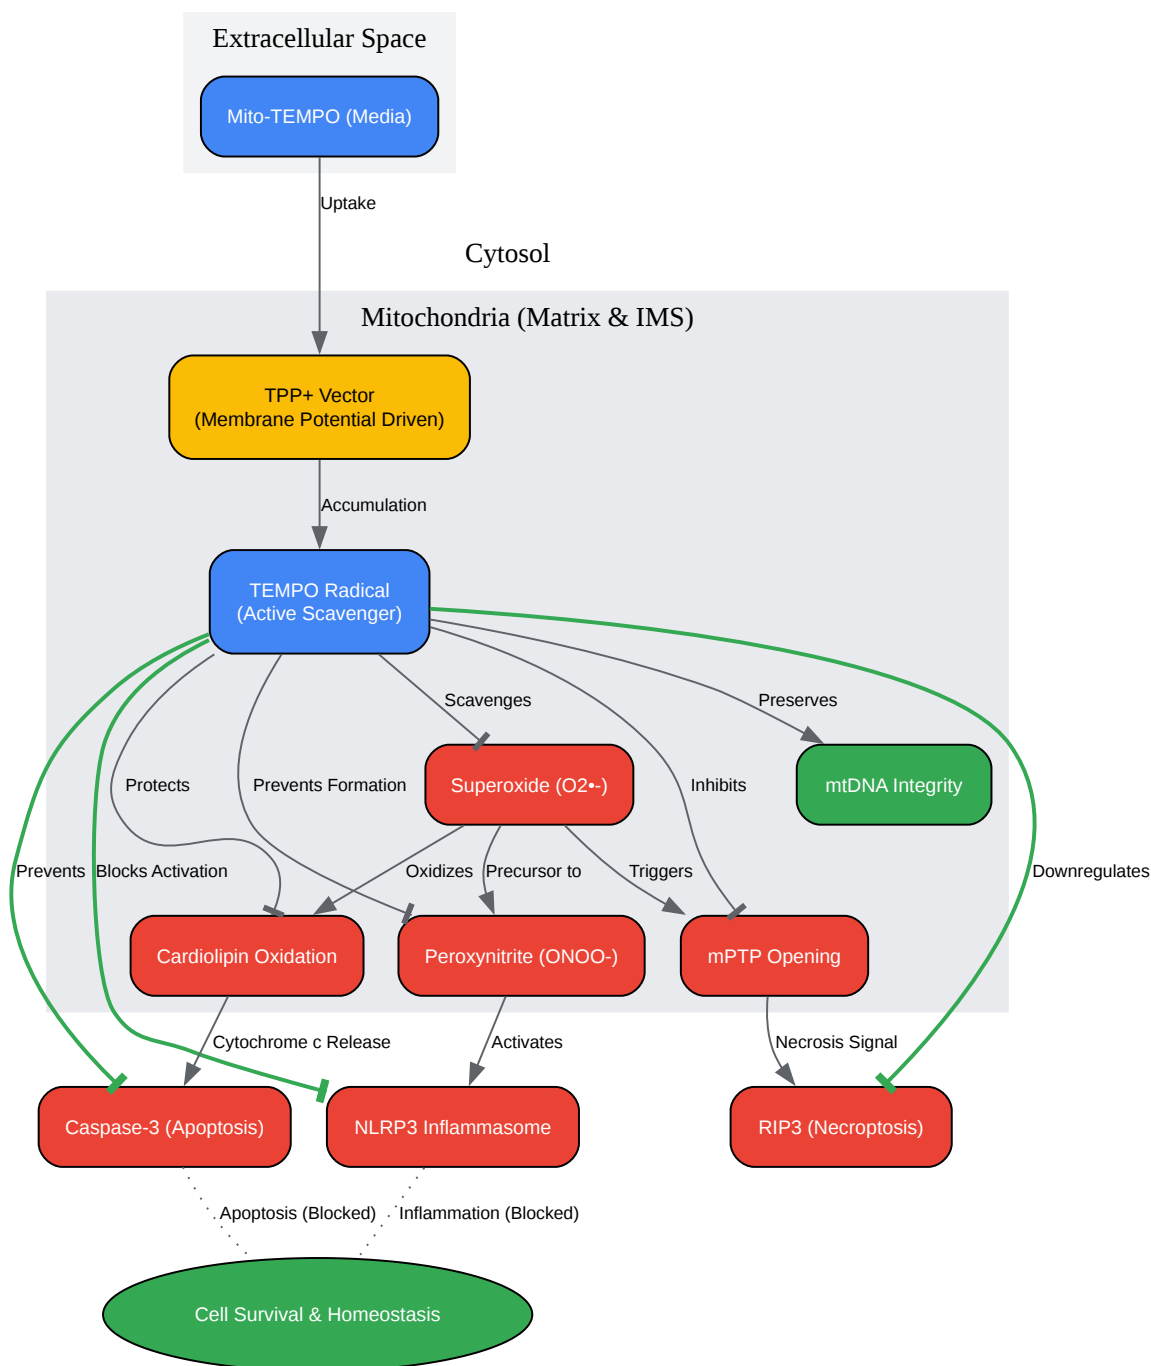 Extracellular Space
Mito-TEMPO (Media)
Uptake
Cytosol
Mitochondria (Matrix & IMS)
TPP+ Vector
(Membrane Potential Driven)
Accumulation
TEMPO Radical
(Active Scavenger)
Scavenges
Preserves
Protects
Prevents Formation
Superoxide (O2•-)
Inhibits
mtDNA Integrity
Prevents
Blocks Activation
Oxidizes
Precursor to
Triggers
Downregulates
Cardiolipin Oxidation
Peroxynitrite (ONOO-)
mPTP Opening
Cytochrome c Release
Activates
Necrosis Signal
Caspase-3 (Apoptosis)
NLRP3 Inflammasome
RIP3 (Necroptosis)
Apoptosis (Blocked)
Inflammation (Blocked)
Cell Survival & Homeostasis